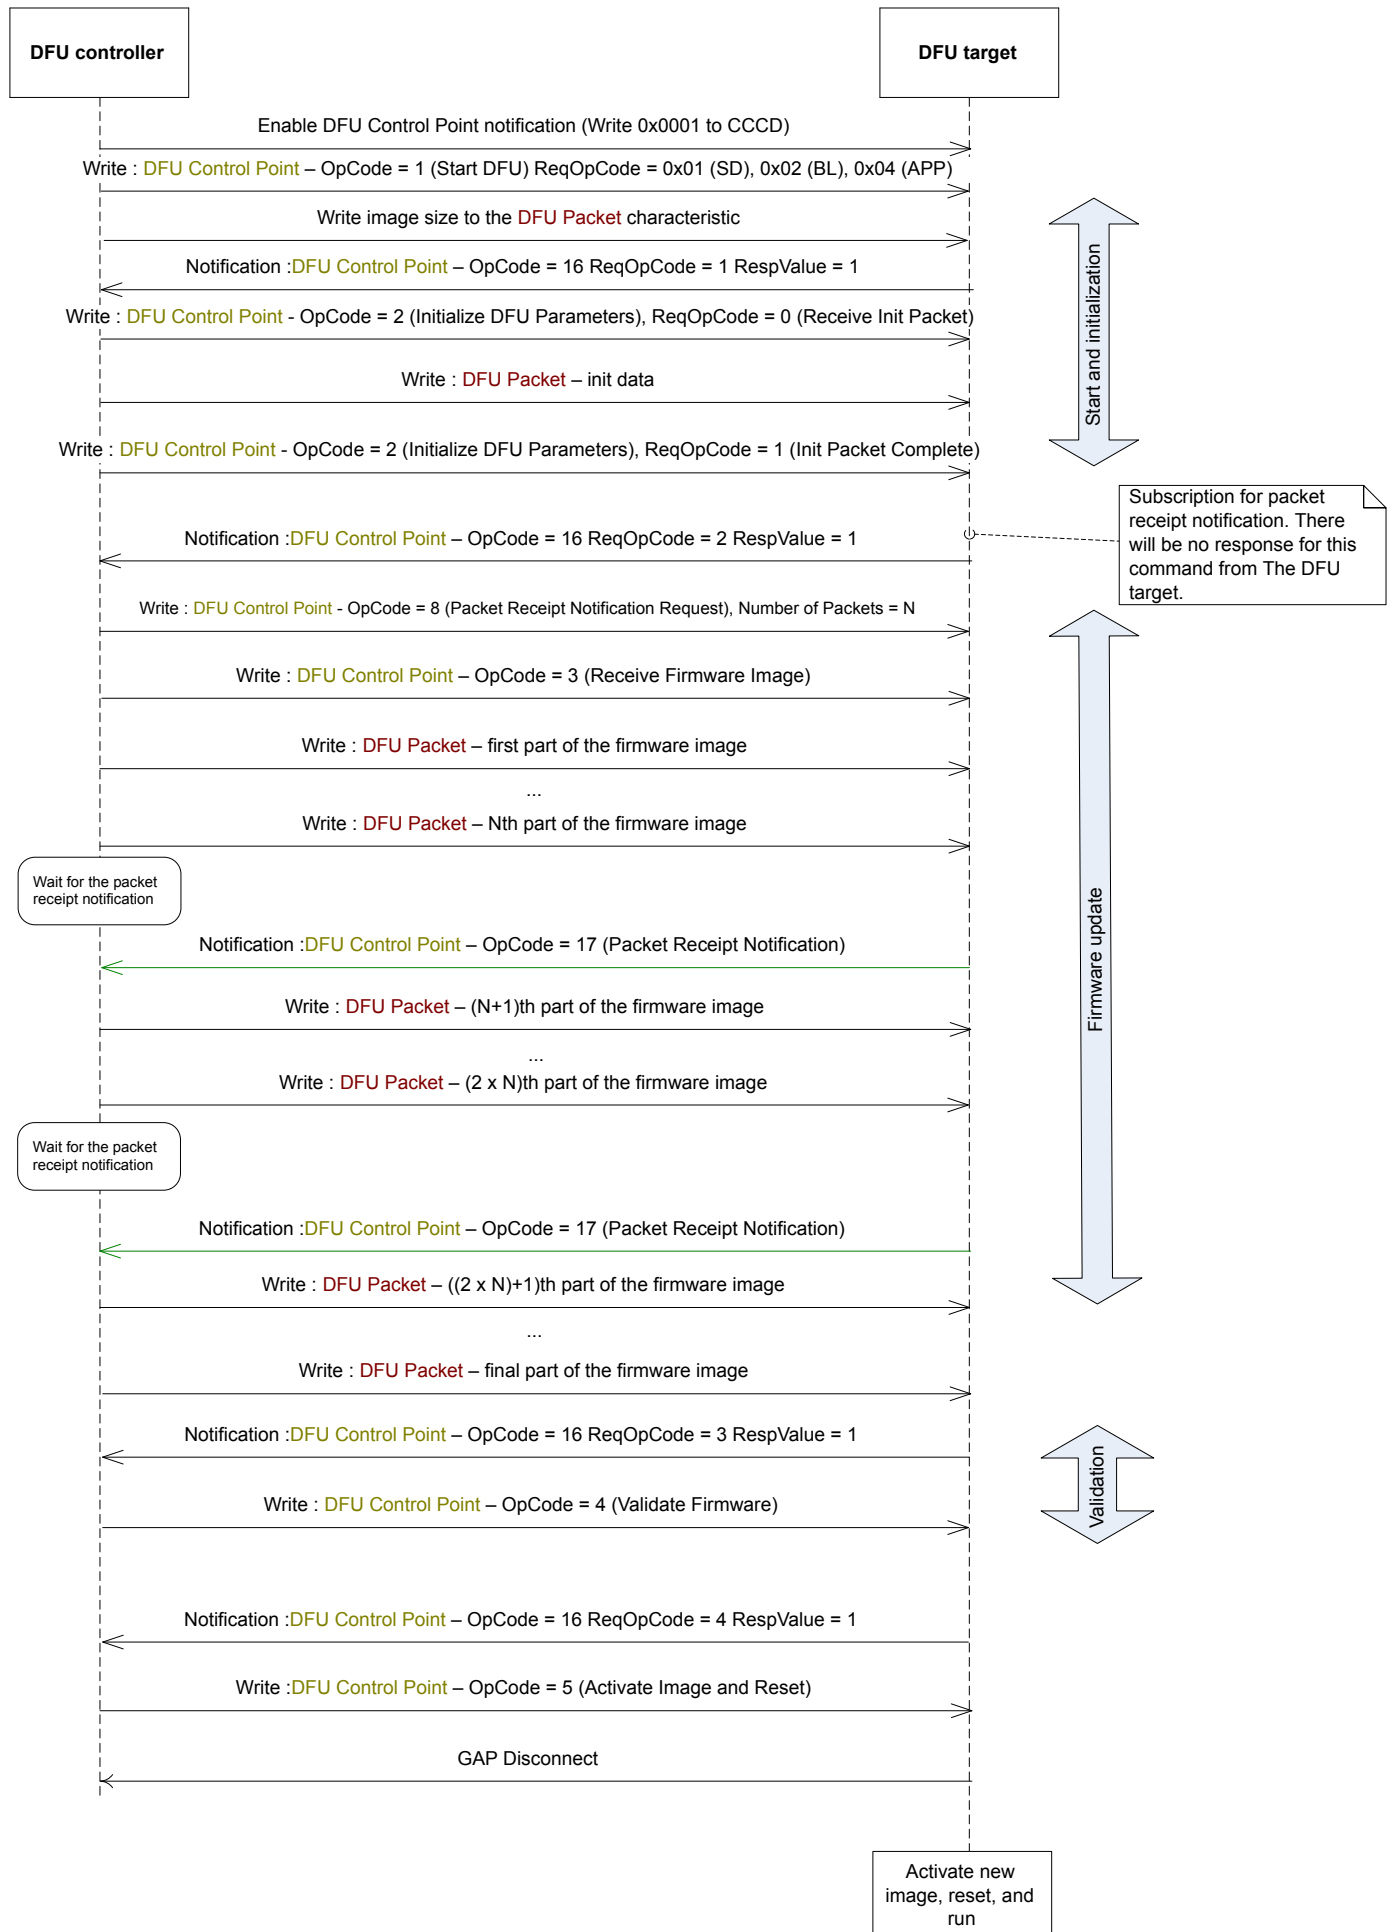 DFU controller
DFU target
Enable DFU Control Point notification (Write 0x0001 to CCCD)
Write : DFU Control Point – OpCode = 1 (Start DFU) ReqOpCode = 0x01 (SD), 0x02 (BL), 0x04 (APP)
Write image size to the DFU Packet characteristic
Notification :DFU Control Point – OpCode = 16 ReqOpCode = 1 RespValue = 1
Write : DFU Control Point - OpCode = 2 (Initialize DFU Parameters), ReqOpCode = 0 (Receive Init Packet)
Write : DFU Packet – init data
Write : DFU Control Point - OpCode = 2 (Initialize DFU Parameters), ReqOpCode = 1 (Init Packet Complete)
Start and initialization
Subscription for packet
receipt notification. There
will be no response for this
command from The DFU
target.
Notification :DFU Control Point – OpCode = 16 ReqOpCode = 2 RespValue = 1
Write : DFU Control Point - OpCode = 8 (Packet Receipt Notification Request), Number of Packets = N
Write : DFU Control Point – OpCode = 3 (Receive Firmware Image)
Write : DFU Packet – first part of the firmware image
...
Write : DFU Packet – Nth part of the firmware image
Wait for the packet
receipt notification
Notification :DFU Control Point – OpCode = 17 (Packet Receipt Notification)
Firmware update
Write : DFU Packet – (N+1)th part of the firmware image
...
Write : DFU Packet – (2 x N)th part of the firmware image
Wait for the packet
receipt notification
Notification :DFU Control Point – OpCode = 17 (Packet Receipt Notification)
Write : DFU Packet – ((2 x N)+1)th part of the firmware image
...
Write : DFU Packet – final part of the firmware image
Notification :DFU Control Point – OpCode = 16 ReqOpCode = 3 RespValue = 1
Write : DFU Control Point – OpCode = 4 (Validate Firmware)
Validation
Notification :DFU Control Point – OpCode = 16 ReqOpCode = 4 RespValue = 1
Write :DFU Control Point – OpCode = 5 (Activate Image and Reset)
GAP Disconnect
Activate new
image, reset, and
run